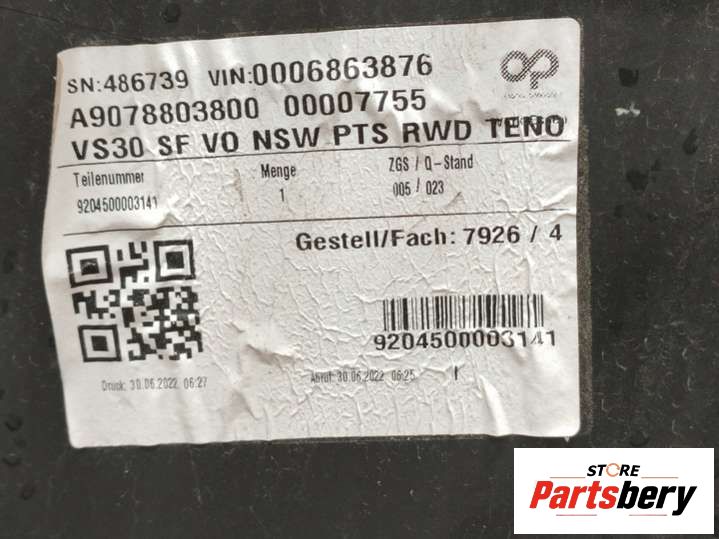 SN:486739 VIN:0006863876
A9078803800 00007755
VS30 SF VO NSW PTS RWD TENO
Teilenummer Menge ZGS / Q-Stand
9204500003141 1 005 / 023
Gestell/Fach: 7926 / 4
9204500003141
Druck: 30.06.2022 06:27 Abruf: 30.06.2022 06:25
STORE
Partsbery